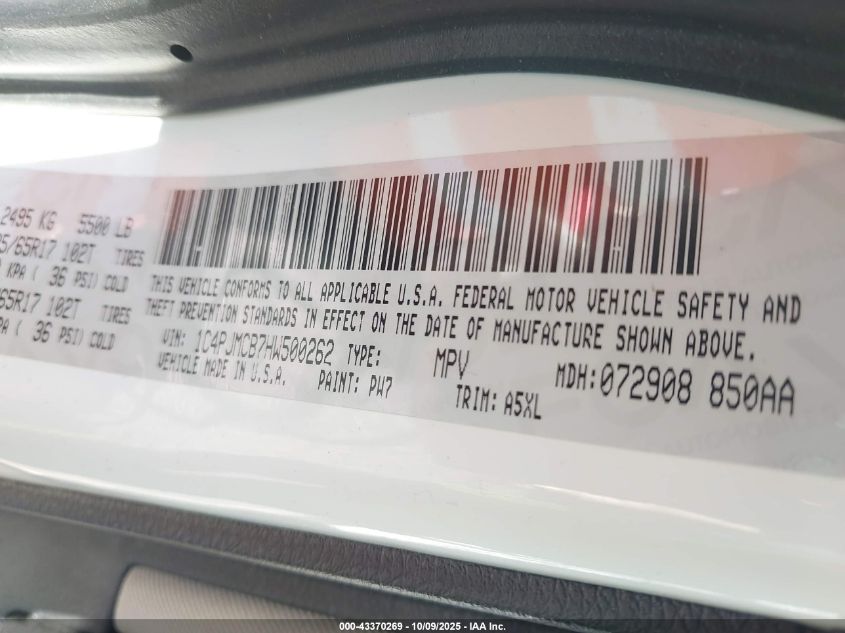 2495 KG 5500 LB
5/65R17 102T TIRES
KPA ( 36 PSI) COLD
65R17 102T TIRES
PA ( 36 PSI) COLD
THIS VEHICLE CONFORMS TO ALL APPLICABLE U.S.A. FEDERAL MOTOR VEHICLE SAFETY AND
THEFT PREVENTION STANDARDS IN EFFECT ON THE DATE OF MANUFACTURE SHOWN ABOVE.
VIN: 1C4PJMCB7HW500262 TYPE: MPV MDH:072908 850AA
VEHICLE MADE IN U.S.A. PAINT: PW7 TRIM: A5XL
000-43370269 - 10/09/2025 - IAA Inc.